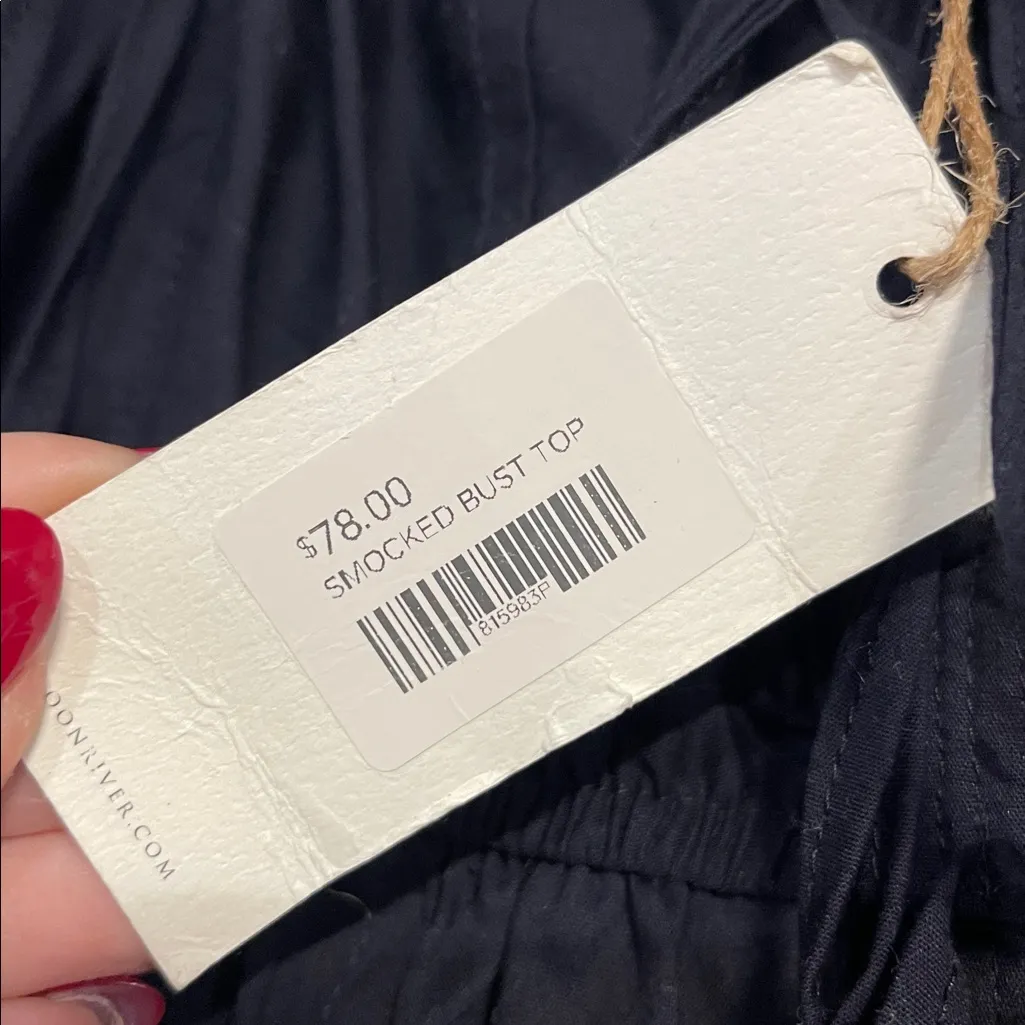 $78.00
SMOCKED BUST TOP
815983P
OONRIVER.COM